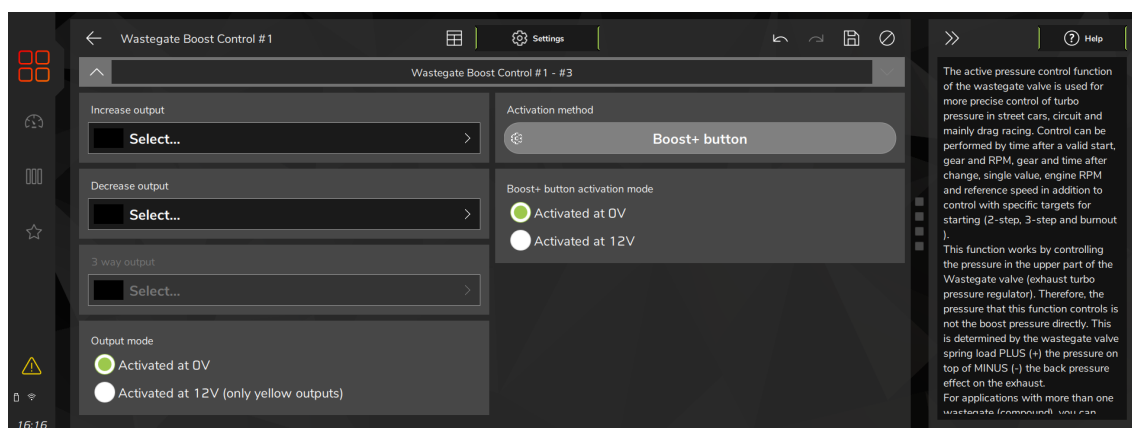 Wastegate Boost Control #1
Settings
Help
Wastegate Boost Control #1 - #3
Increase output
Select...
Decrease output
Select...
3 way output
Select...
Output mode
Activated at 0V
Activated at 12V (only yellow outputs)
Activation method
Boost+ button
Boost+ button activation mode
Activated at 0V
Activated at 12V
The active pressure control function
of the wastegate valve is used for
more precise control of turbo
pressure in street cars, circuit and
mainly drag racing. Control can be
performed by time after a valid start,
gear and RPM, gear and time after
change, single value, engine RPM
and reference speed in addition to
control with specific targets for
starting (2-step, 3-step and burnout
).
This function works by controlling
the pressure in the upper part of the
Wastegate valve (exhaust turbo
pressure regulator). Therefore, the
pressure that this function controls is
not the boost pressure directly. This
is determined by the wastegate valve
spring load PLUS (+) the pressure on
top of MINUS (-) the back pressure
effect on the exhaust.
For applications with more than one
wastegate (compound), you can
16:16